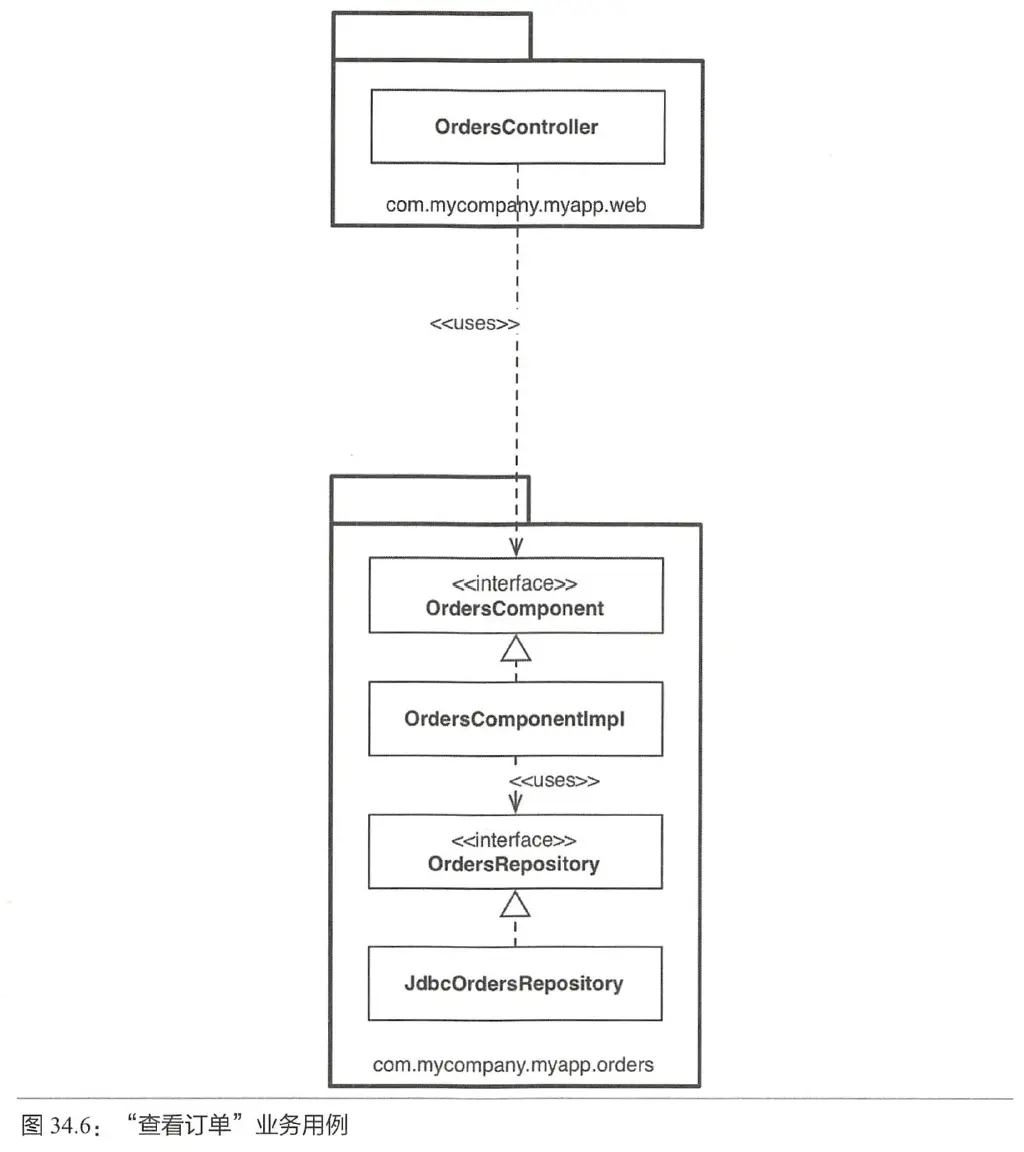 OrdersController
com.mycompany.myapp.web
<<uses>>
<<interface>>
OrdersComponent
OrdersComponentImpl
<<uses>>
<<interface>>
OrdersRepository
JdbcOrdersRepository
com.mycompany.myapp.orders
图 34.6：“查看订单”业务用例